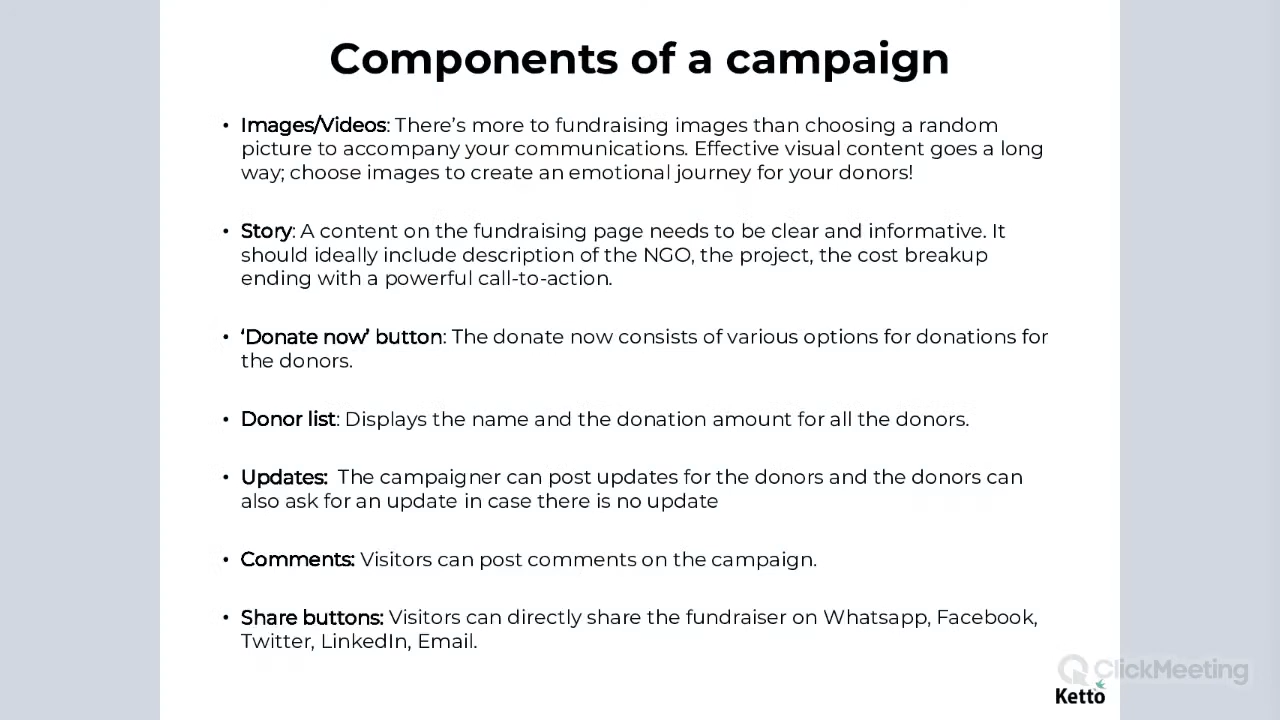 Components of a campaign
• Images/Videos: There's more to fundraising images than choosing a random
picture to accompany your communications. Effective visual content goes a long
way; choose images to create an emotional journey for your donors!
• Story: A content on the fundraising page needs to be clear and informative. It
should ideally include description of the NGO, the project, the cost breakup
ending with a powerful call-to-action.
• ‘Donate now’ button: The donate now consists of various options for donations for
the donors.
• Donor list: Displays the name and the donation amount for all the donors.
• Updates: The campaigner can post updates for the donors and the donors can
also ask for an update in case there is no update
• Comments: Visitors can post comments on the campaign.
• Share buttons: Visitors can directly share the fundraiser on Whatsapp, Facebook,
Twitter, LinkedIn, Email.
ClickMeeting
Ketto